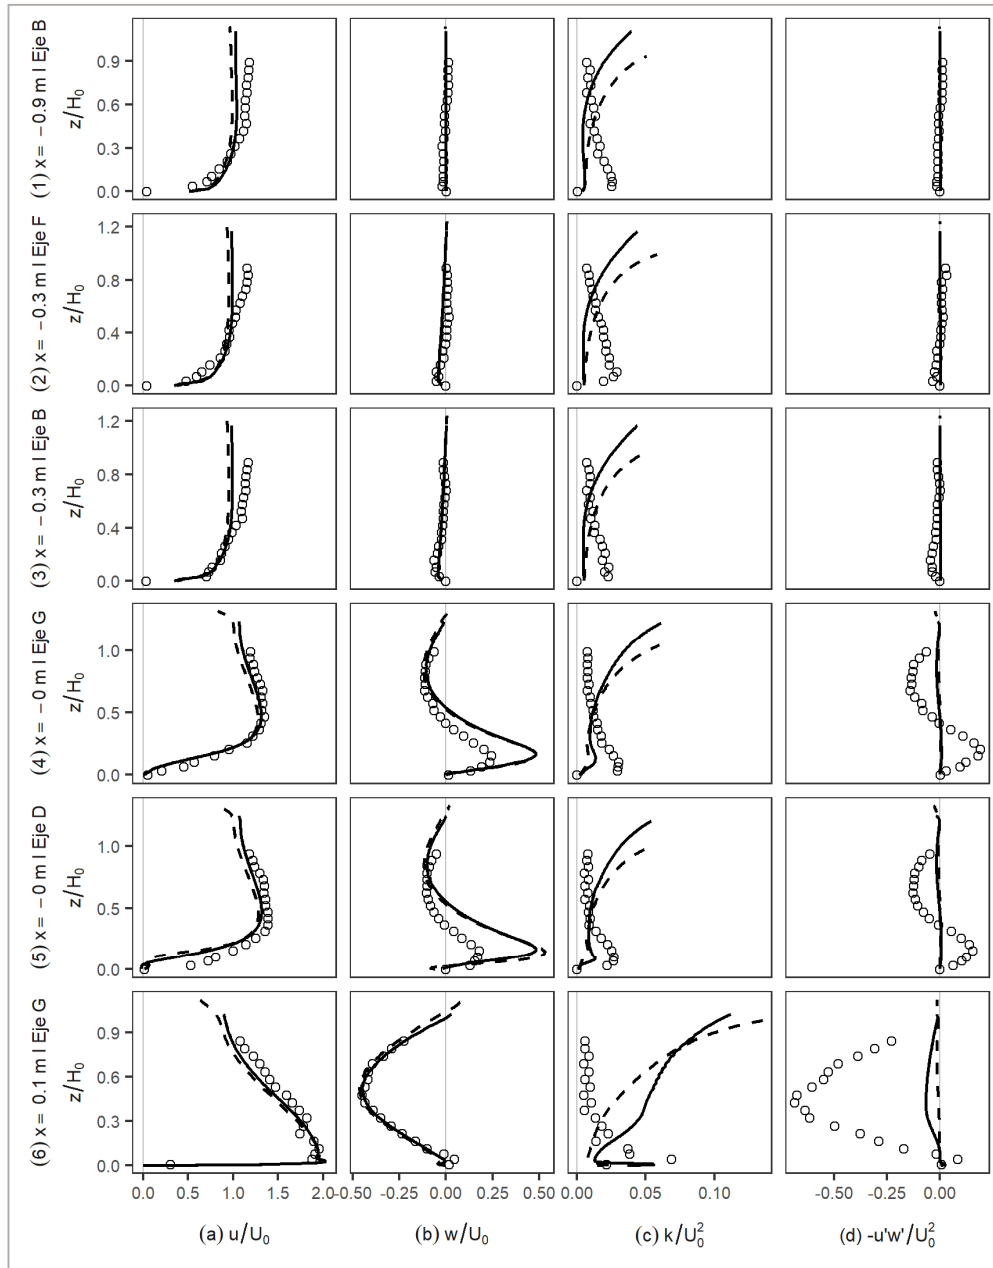 (1) x = −0.9 m | Eje B
z/H₀
0.9
0.6
0.3
0.0
(2) x = −0.3 m | Eje F
z/H₀
1.2
0.8
0.4
0.0
(3) x = −0.3 m | Eje B
z/H₀
1.2
0.8
0.4
0.0
(4) x = −0 m | Eje G
z/H₀
1.0
0.5
0.0
(5) x = −0 m | Eje D
z/H₀
1.0
0.5
0.0
(6) x = 0.1 m | Eje G
z/H₀
0.9
0.6
0.3
0.0
0.0 1.0 1.5 2.0 -0.50 -0.25 0.00 0.25 0.50 0.00 0.05 0.10 -0.50 -0.25 0.00
(a) u/U₀ (b) w/U₀ (c) k/U₀² (d) -u'w'/U₀²